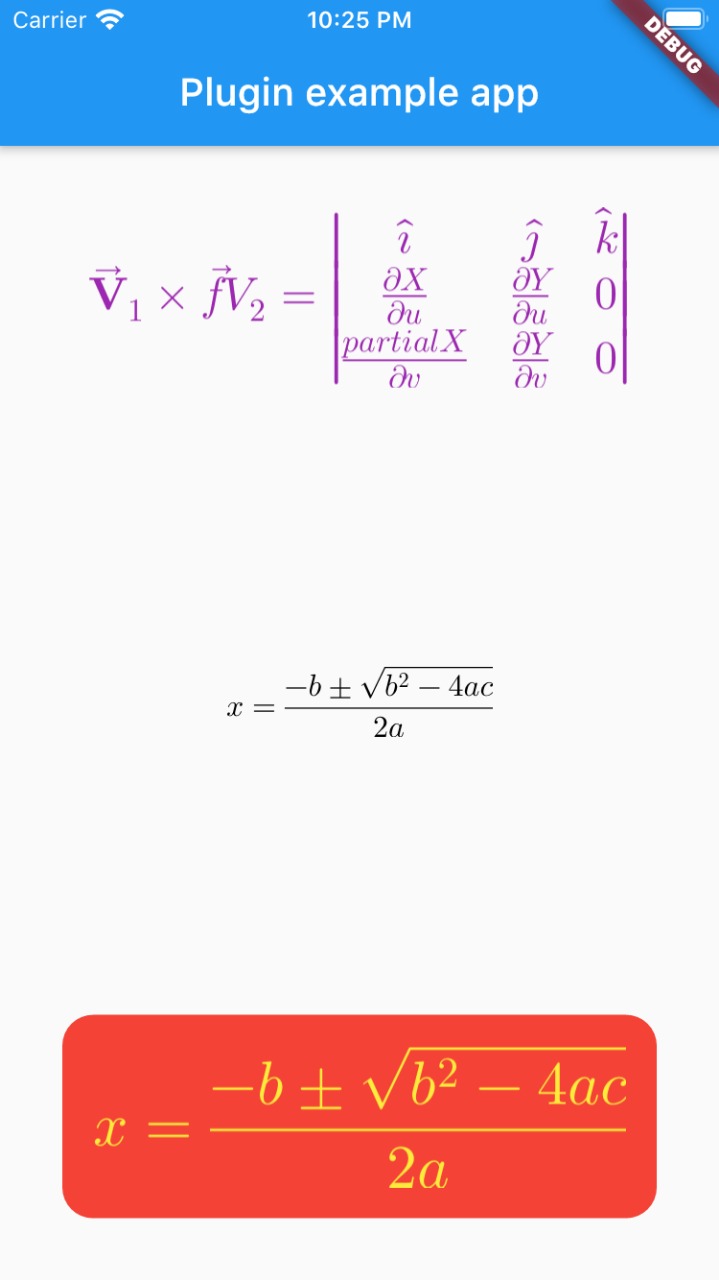 Carrier 10:25 PM
DEBUG
Plugin example app
$\vec{\mathbf{V}}_1 \times \vec{f}V_2 = \begin{vmatrix} \hat{\imath} & \hat{\jmath} & \hat{k} \\ \frac{\partial X}{\partial u} & \frac{\partial Y}{\partial u} & 0 \\ \frac{partial X}{\partial v} & \frac{\partial Y}{\partial v} & 0 \end{vmatrix}$
$x = \frac{-b \pm \sqrt{b^2 - 4ac}}{2a}$
$x = \frac{-b \pm \sqrt{b^2 - 4ac}}{2a}$